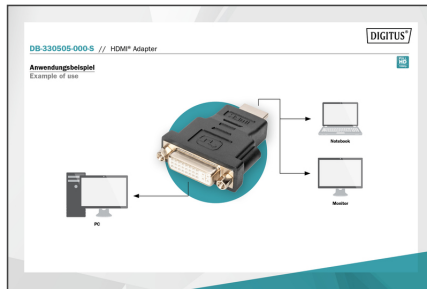 DIGITUS®
DB-330505-000-S // HDMI® Adapter
HD
Anwendungsbeispiel
Example of use
Notebook
Monitor
PC